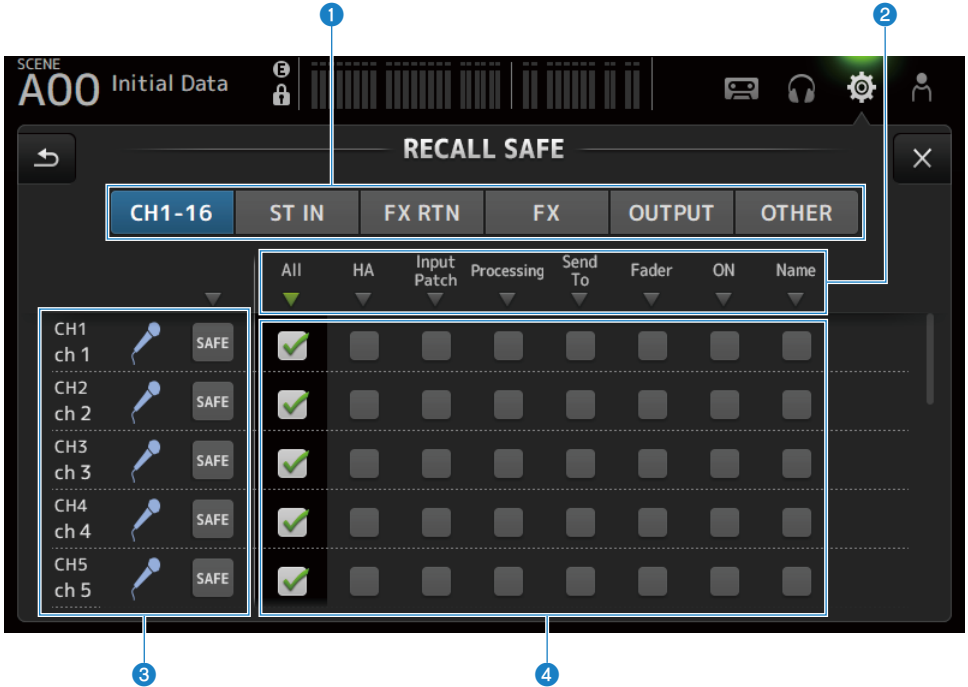 1
2
SCENE
A00 Initial Data E
RECALL SAFE
CH1-16 ST IN FX RTN FX OUTPUT OTHER
All HA Input Patch Processing Send To Fader ON Name
CH1
ch 1 SAFE
CH2
ch 2 SAFE
CH3
ch 3 SAFE
CH4
ch 4 SAFE
CH5
ch 5 SAFE
3
4